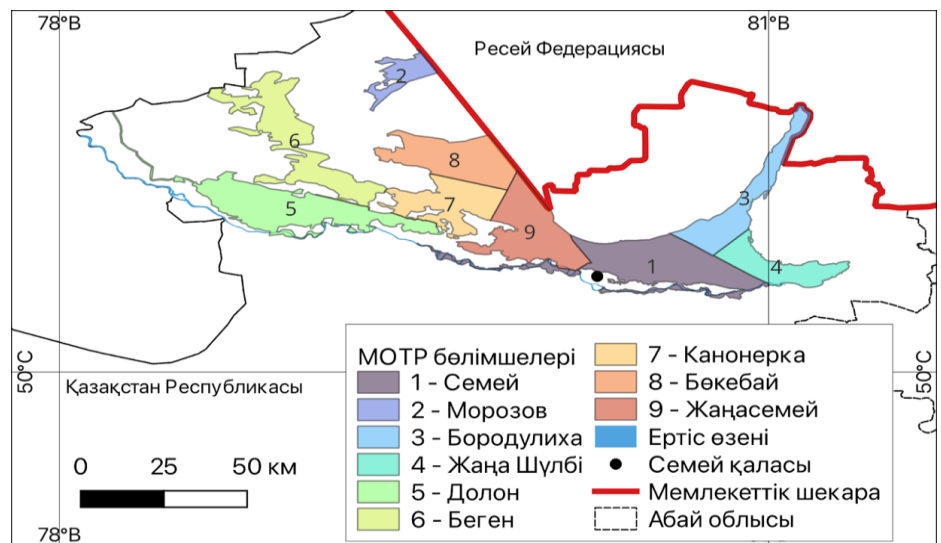 78°В
81°В
Ресей Федерациясы
2
6
8
3
7
5
9
1
4
50°С
50°С
Қазақстан Республикасы
0
50 км
МОТР бөлімшелері
1 - Семей
2 - Морозов
3 - Бородулиха
4 - Жаңа Шүлбі
5 - Долон
6 - Беген
7 - Канонерка
8 - Бөкебай
9 - Жаңасемей
Ертіс өзені
Семей қаласы
Мемлекеттік шекара
Абай облысы
78°В